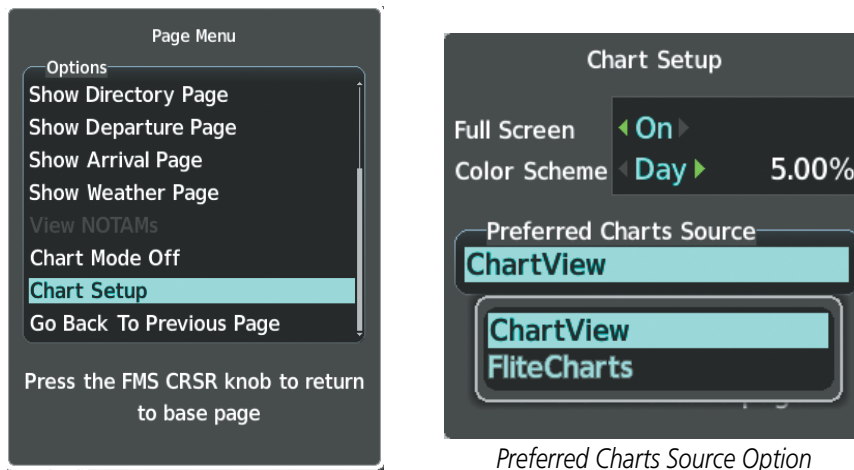 Page Menu
Options
Show Directory Page
Show Departure Page
Show Arrival Page
Show Weather Page
View NOTAMs
Chart Mode Off
Chart Setup
Go Back To Previous Page
Press the FMS CRSR knob to return
to base page
Chart Setup
Full Screen On
Color Scheme Day 5.00%
Preferred Charts Source
ChartView
ChartView
FliteCharts
Preferred Charts Source Option